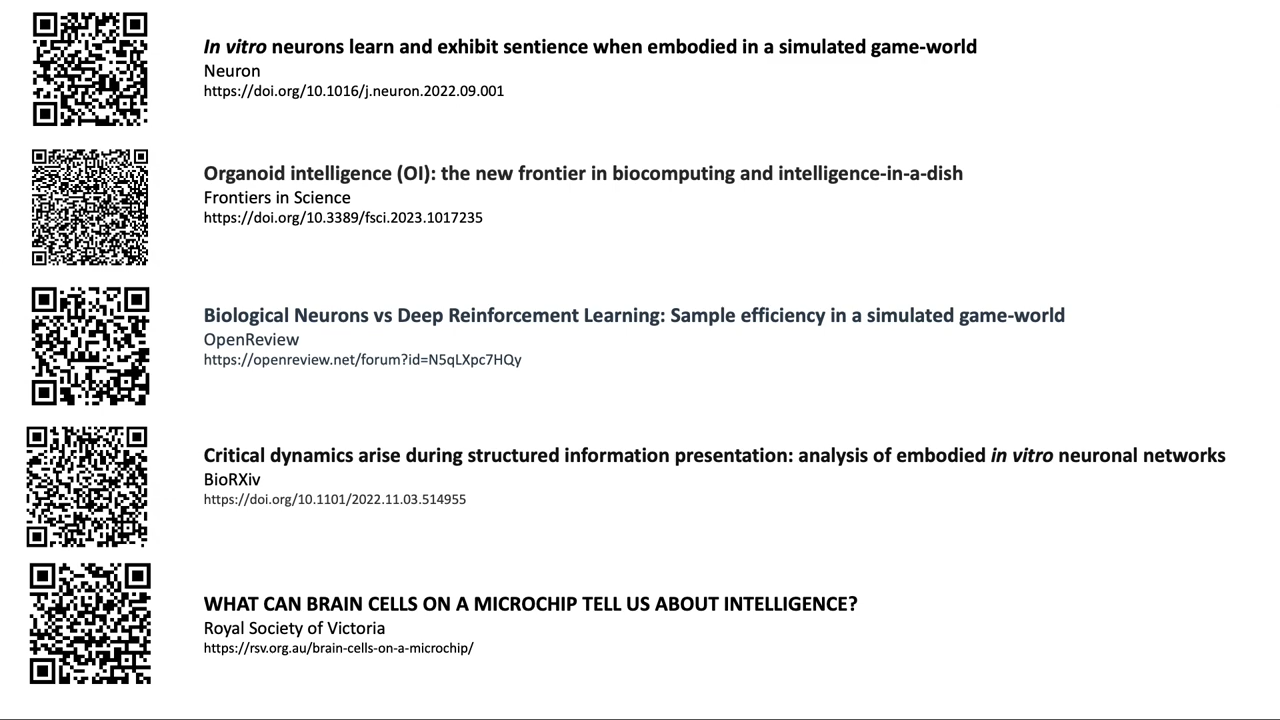 In vitro neurons learn and exhibit sentience when embodied in a simulated game-world
Neuron
https://doi.org/10.1016/j.neuron.2022.09.001
Organoid intelligence (OI): the new frontier in biocomputing and intelligence-in-a-dish
Frontiers in Science
https://doi.org/10.3389/fsci.2023.1017235
Biological Neurons vs Deep Reinforcement Learning: Sample efficiency in a simulated game-world
OpenReview
https://openreview.net/forum?id=N5qLXpc7HQy
Critical dynamics arise during structured information presentation: analysis of embodied in vitro neuronal networks
BioRXiv
https://doi.org/10.1101/2022.11.03.514955
WHAT CAN BRAIN CELLS ON A MICROCHIP TELL US ABOUT INTELLIGENCE?
Royal Society of Victoria
https://rsv.org.au/brain-cells-on-a-microchip/